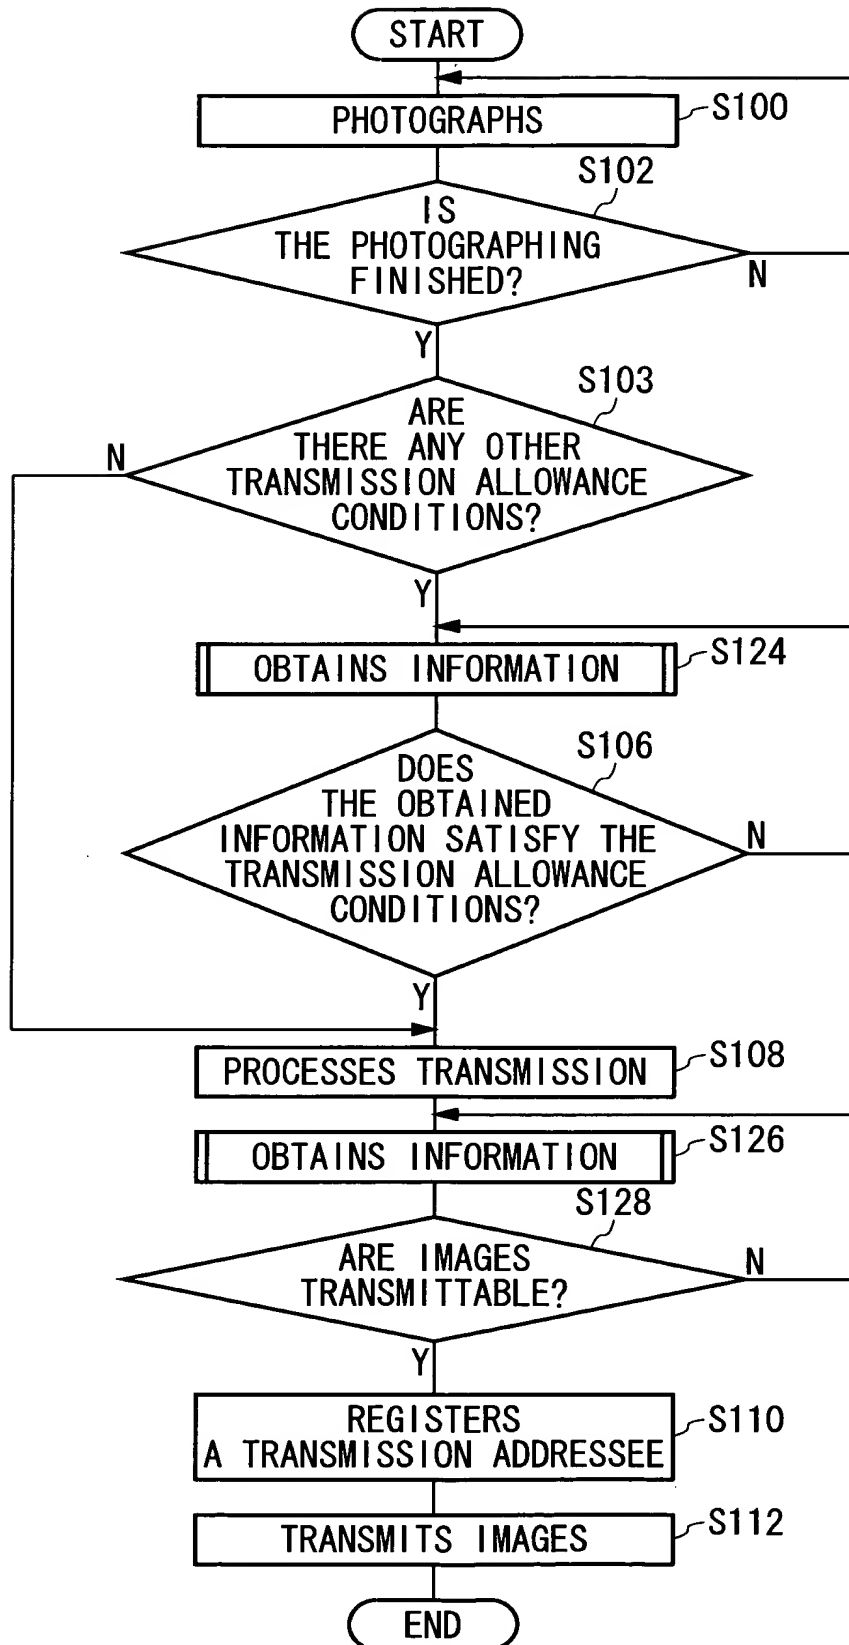 START
PHOTOGRAPHS
S100
S102
IS
THE PHOTOGRAPHING
FINISHED?
N
Y
S103
ARE
THERE ANY OTHER
TRANSMISSION ALLOWANCE
CONDITIONS?
N
Y
OBTAINS INFORMATION
S124
S106
DOES
THE OBTAINED
INFORMATION SATISFY THE
TRANSMISSION ALLOWANCE
CONDITIONS?
N
Y
PROCESSES TRANSMISSION
S108
OBTAINS INFORMATION
S126
S128
ARE IMAGES
TRANSMITTABLE?
N
Y
REGISTERS
A TRANSMISSION ADDRESSEE
S110
TRANSMITS IMAGES
S112
END